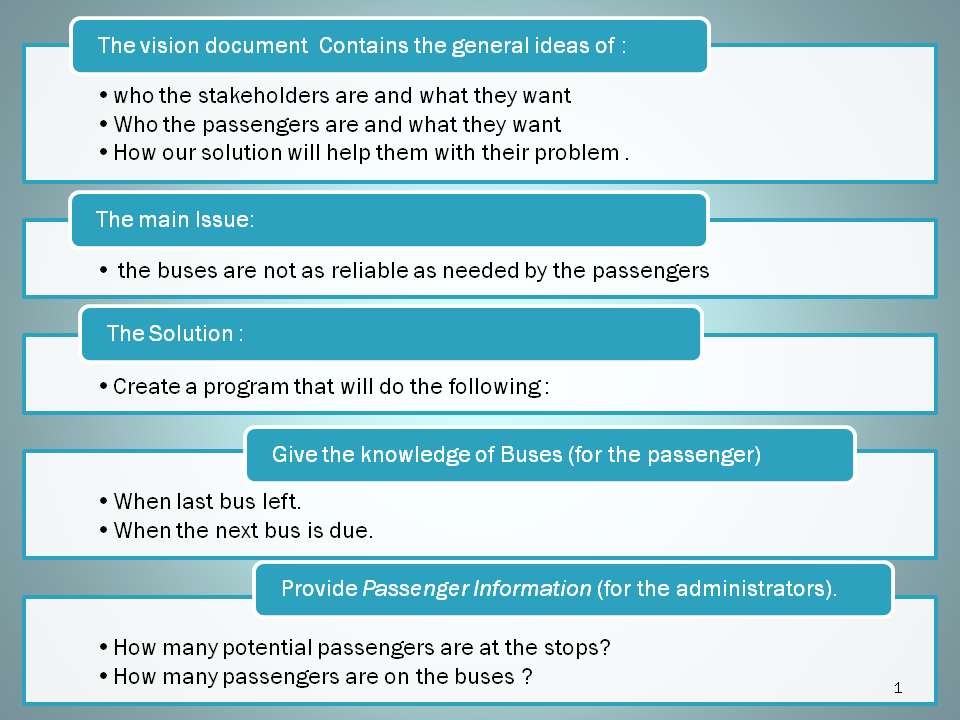 The vision document  Contains the general ideas of :
• who the stakeholders are and what they want
• Who the passengers are and what they want
• How our solution will help them with their problem .
The main Issue:
• the buses are not as reliable as needed by the passengers
The Solution :
• Create a program that will do the following :
Give the knowledge of Buses (for the passenger)
• When last bus left.
• When the next bus is due.
Provide Passenger Information (for the administrators).
• How many potential passengers are at the stops?
• How many passengers are on the buses ?
1